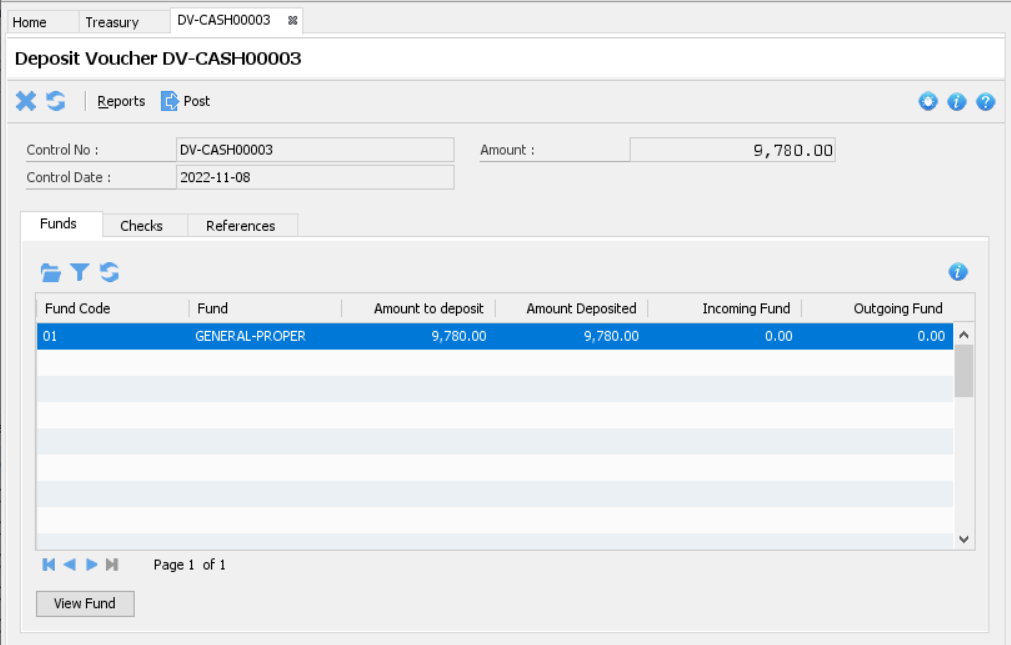 Home Treasury DV-CASH00003
Deposit Voucher DV-CASH00003
Reports Post
Control No : DV-CASH00003 Amount : 9,780.00
Control Date : 2022-11-08
Funds Checks References
Fund Code Fund Amount to deposit Amount Deposited Incoming Fund Outgoing Fund
01 GENERAL-PROPER 9,780.00 9,780.00 0.00 0.00
Page 1 of 1
View Fund